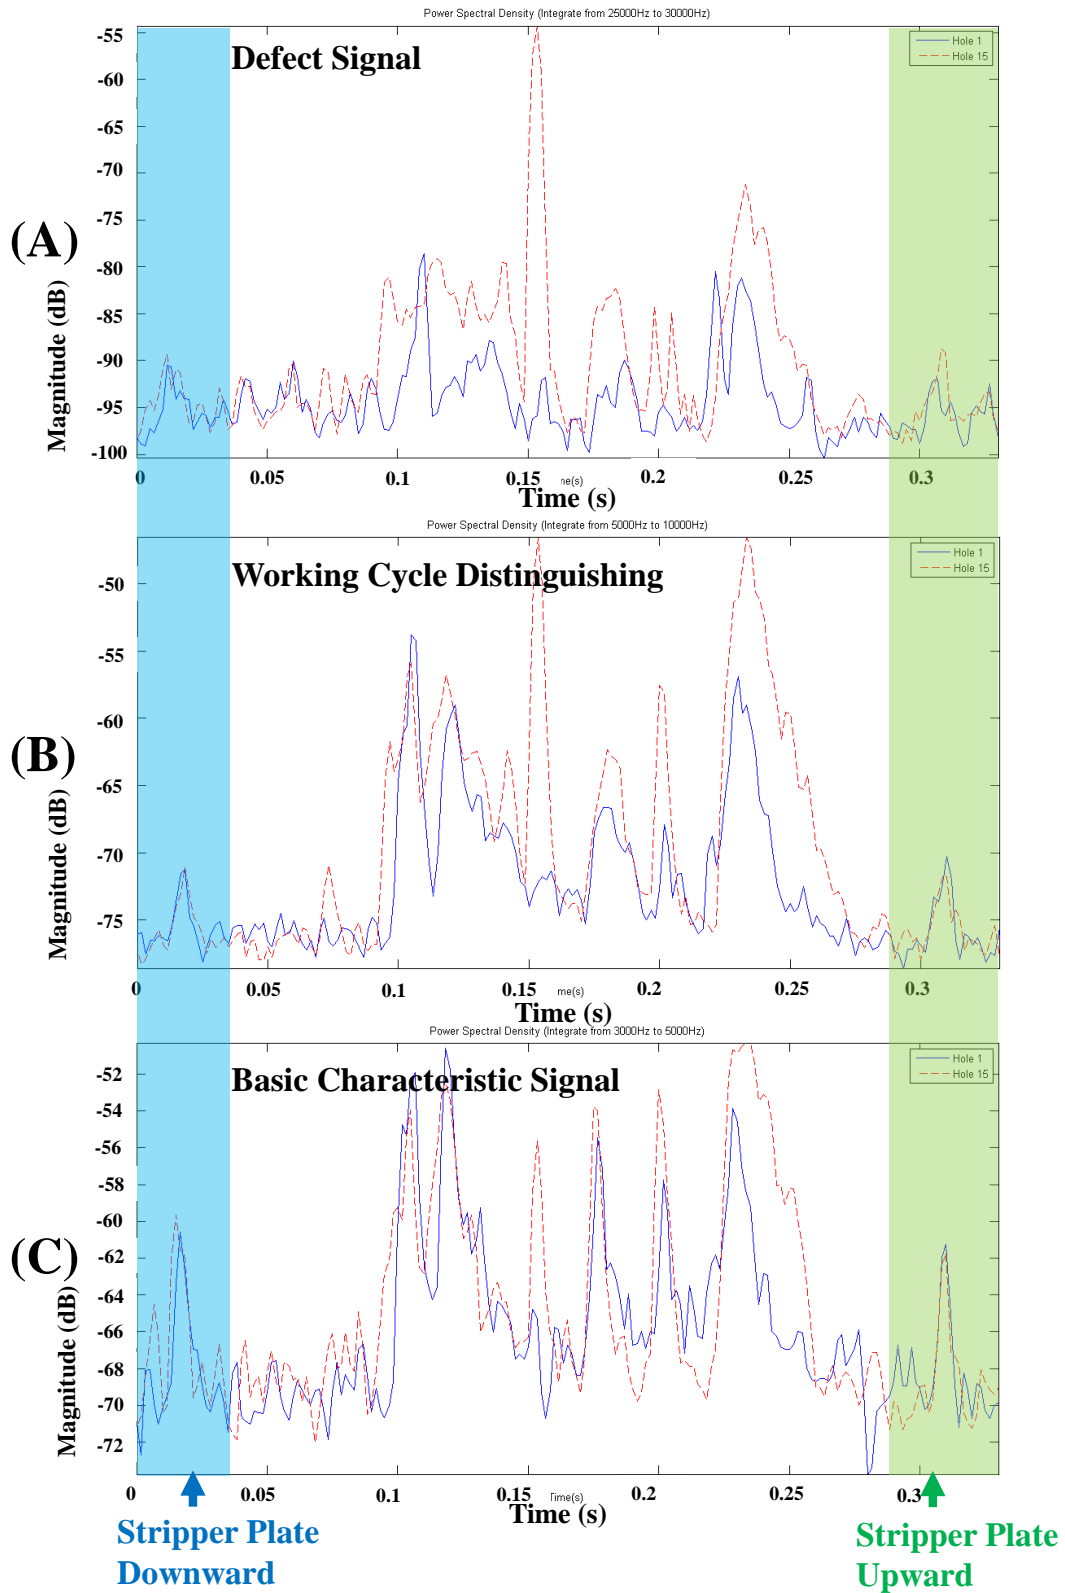 Power Spectral Density (Integrate from 25000Hz to 30000Hz)
Defect Signal
Hole 1
Hole 15
(A)
Magnitude (dB)
-55
-60
-65
-70
-75
-80
-85
-90
-95
-100
0 0.05 0.1 0.15 0.2 0.25 0.3
me(s)
Time (s)
Power Spectral Density (Integrate from 5000Hz to 10000Hz)
Working Cycle Distinguishing
Hole 1
Hole 15
(B)
Magnitude (dB)
-50
-55
-60
-65
-70
-75
0 0.05 0.1 0.15 0.2 0.25 0.3
me(s)
Time (s)
Power Spectral Density (Integrate from 3000Hz to 5000Hz)
Basic Characteristic Signal
Hole 1
Hole 15
(C)
Magnitude (dB)
-52
-54
-56
-58
-60
-62
-64
-66
-68
-70
-72
0 0.05 0.1 0.15 0.2 0.25 0.3
Time(s)
Time (s)
Stripper Plate
Downward
Stripper Plate
Upward